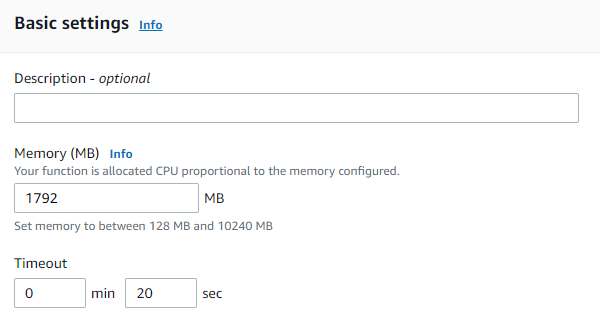 Basic settings Info
Description - optional
Memory (MB) Info
Your function is allocated CPU proportional to the memory configured.
1792 MB
Set memory to between 128 MB and 10240 MB
Timeout
0 min 20 sec